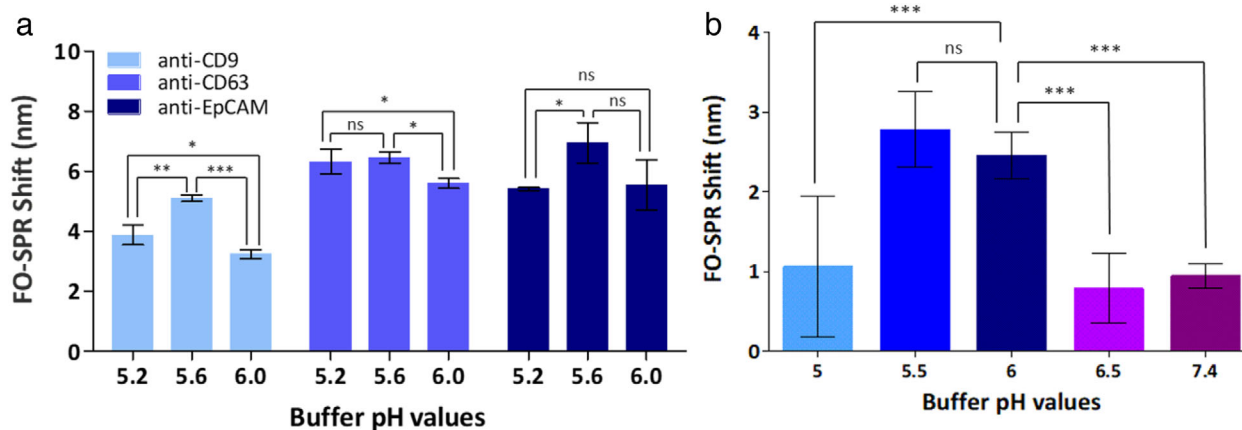 a
anti-CD9
anti-CD63
anti-EpCAM
FO-SPR Shift (nm)
10
8
6
4
2
0
*
** ***
*
ns *
ns
* ns
5.2 5.6 6.0 5.2 5.6 6.0 5.2 5.6 6.0
Buffer pH values
b
FO-SPR Shift (nm)
4
3
2
1
0
***
ns
***
***
5 5.5 6 6.5 7.4
Buffer pH values